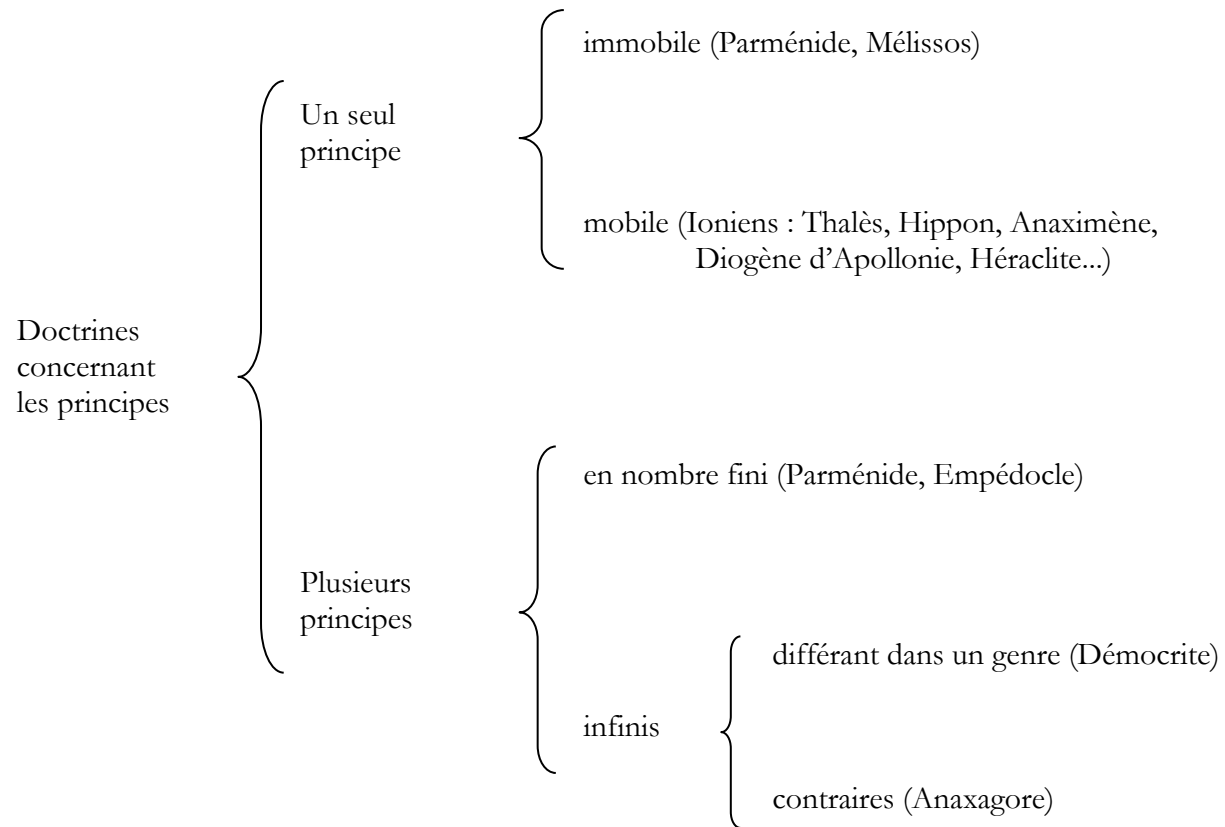 Doctrines
concernant
les principes
Un seul
principe
immobile (Parménide, Mélissos)
mobile (Ioniens : Thalès, Hippon, Anaximène,
Diogène d’Apollonie, Héraclite...)
Plusieurs
principes
en nombre fini (Parménide, Empédocle)
infinis
différant dans un genre (Démocrite)
contraires (Anaxagore)